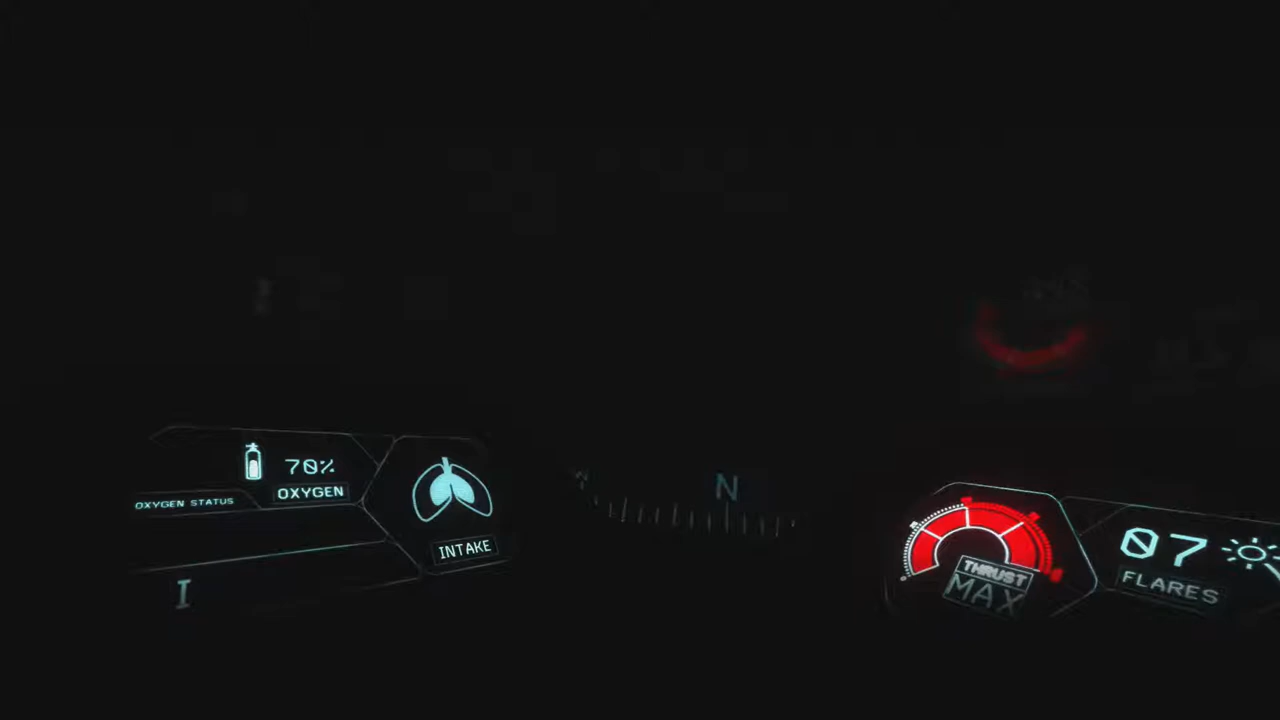 70%
OXYGEN
OXYGEN STATUS
INTAKE
I
W
N
THRUST
MAX
07
FLARES